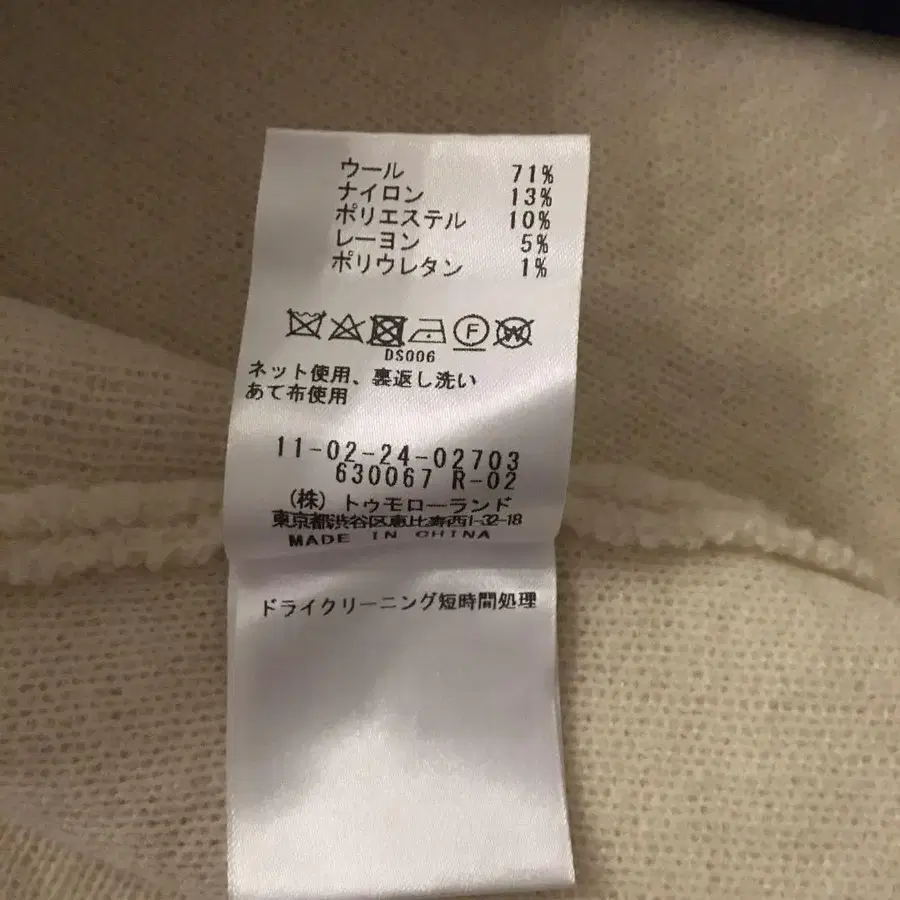 ウール 71%
ナイロン 13%
ポリエステル 10%
レーヨン 5%
ポリウレタン 1%
F W
DS006
ネット使用、裏返し洗い
あて布使用
11-02-24-02703
630067 R-02
(株)トゥモローランド
東京都渋谷区恵比寿西1-32-18
MADE IN CHINA
ドライクリーニング短時間処理